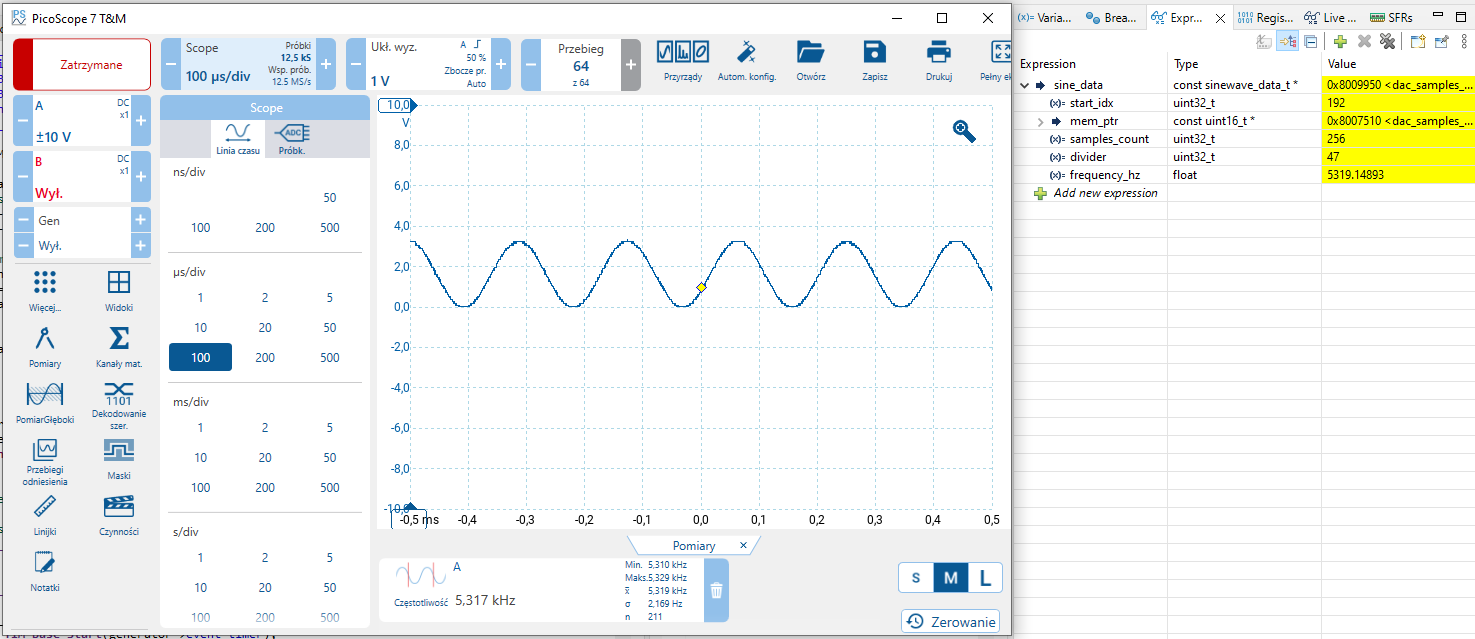 PicoScope 7 T&M
Zatrzymane
Scope
100 µs/div
Próbki
12,5 kS
Wsp. prób.
12.5 MS/s
Ukł. wyz.
1 V
A
50 %
Zbocze pr.
Auto
Przebieg
64
z 64
Przyrządy
Autom. konfig.
Otwórz
Zapisz
Drukuj
Pełny ek
A
DC
x1
±10 V
B
DC
x1
Wył.
Gen
Wył.
Więcej...
Widoki
Pomiary
Kanały mat.
PomiarGłęboki
Dekodowanie
szer.
Przebiegi
odniesienia
Maski
Linijki
Czynności
Notatki
Scope
Linia czasu
ADC
Próbk.
ns/div
50
100 200 500
µs/div
1 2 5
10 20 50
100 200 500
ms/div
1 2 5
10 20 50
100 200 500
s/div
1 2 5
10 20 50
100 200 500
10,0
V
8,0
6,0
4,0
2,0
0,0
-2,0
-4,0
-6,0
-8,0
-10,0
-0,5 ms -0,4 -0,3 -0,2 -0,1 0,0 0,1 0,2 0,3 0,4 0,5
Pomiary
A
Częstotliwość 5,317 kHz
Min. 5,310 kHz
Maks. 5,329 kHz
x̄ 5,319 kHz
σ 2,169 Hz
n 211
S M L
Zerowanie
(x)= Varia... Brea... Expr... Regis... Live ... SFRs
Expression Type Value
sine_data const sinewave_data_t * 0x8009950 <dac_samples_...
(x)= start_idx uint32_t 192
mem_ptr const uint16_t * 0x8007510 <dac_samples_...
(x)= samples_count uint32_t 256
(x)= divider uint32_t 47
(x)= frequency_hz float 5319.14893
Add new expression